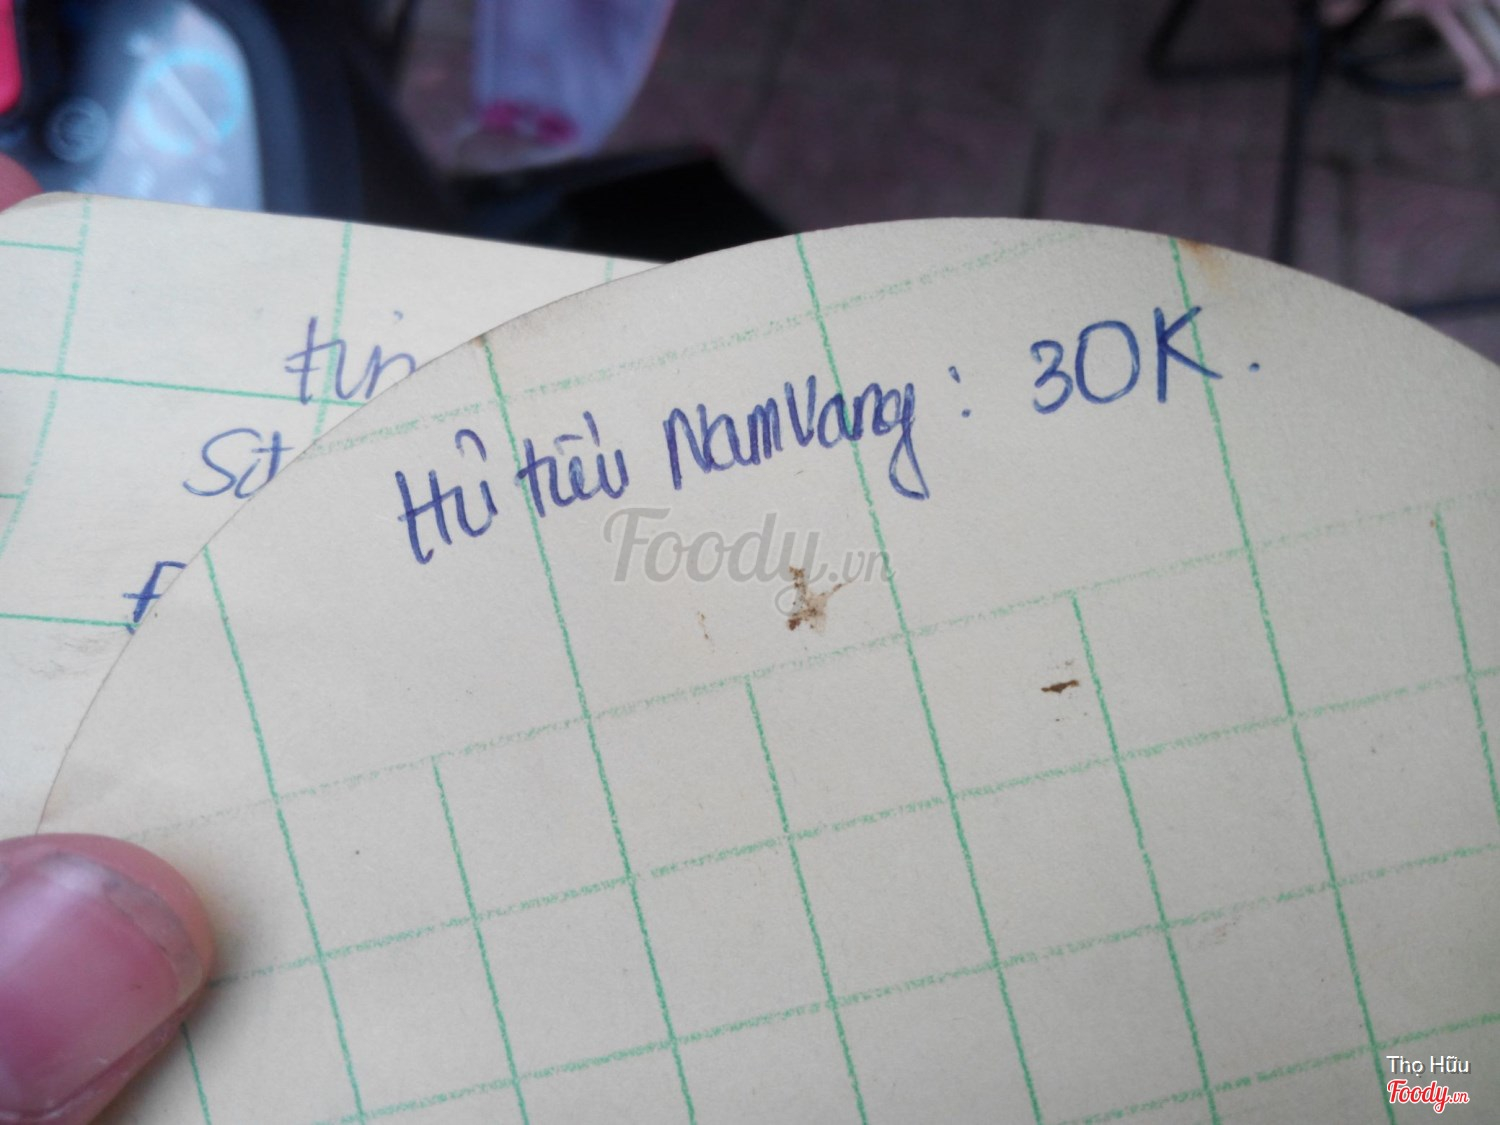 Hủ tiếu NamVang : 30K.
Foody.vn
Thọ Hữu
Foody.vn